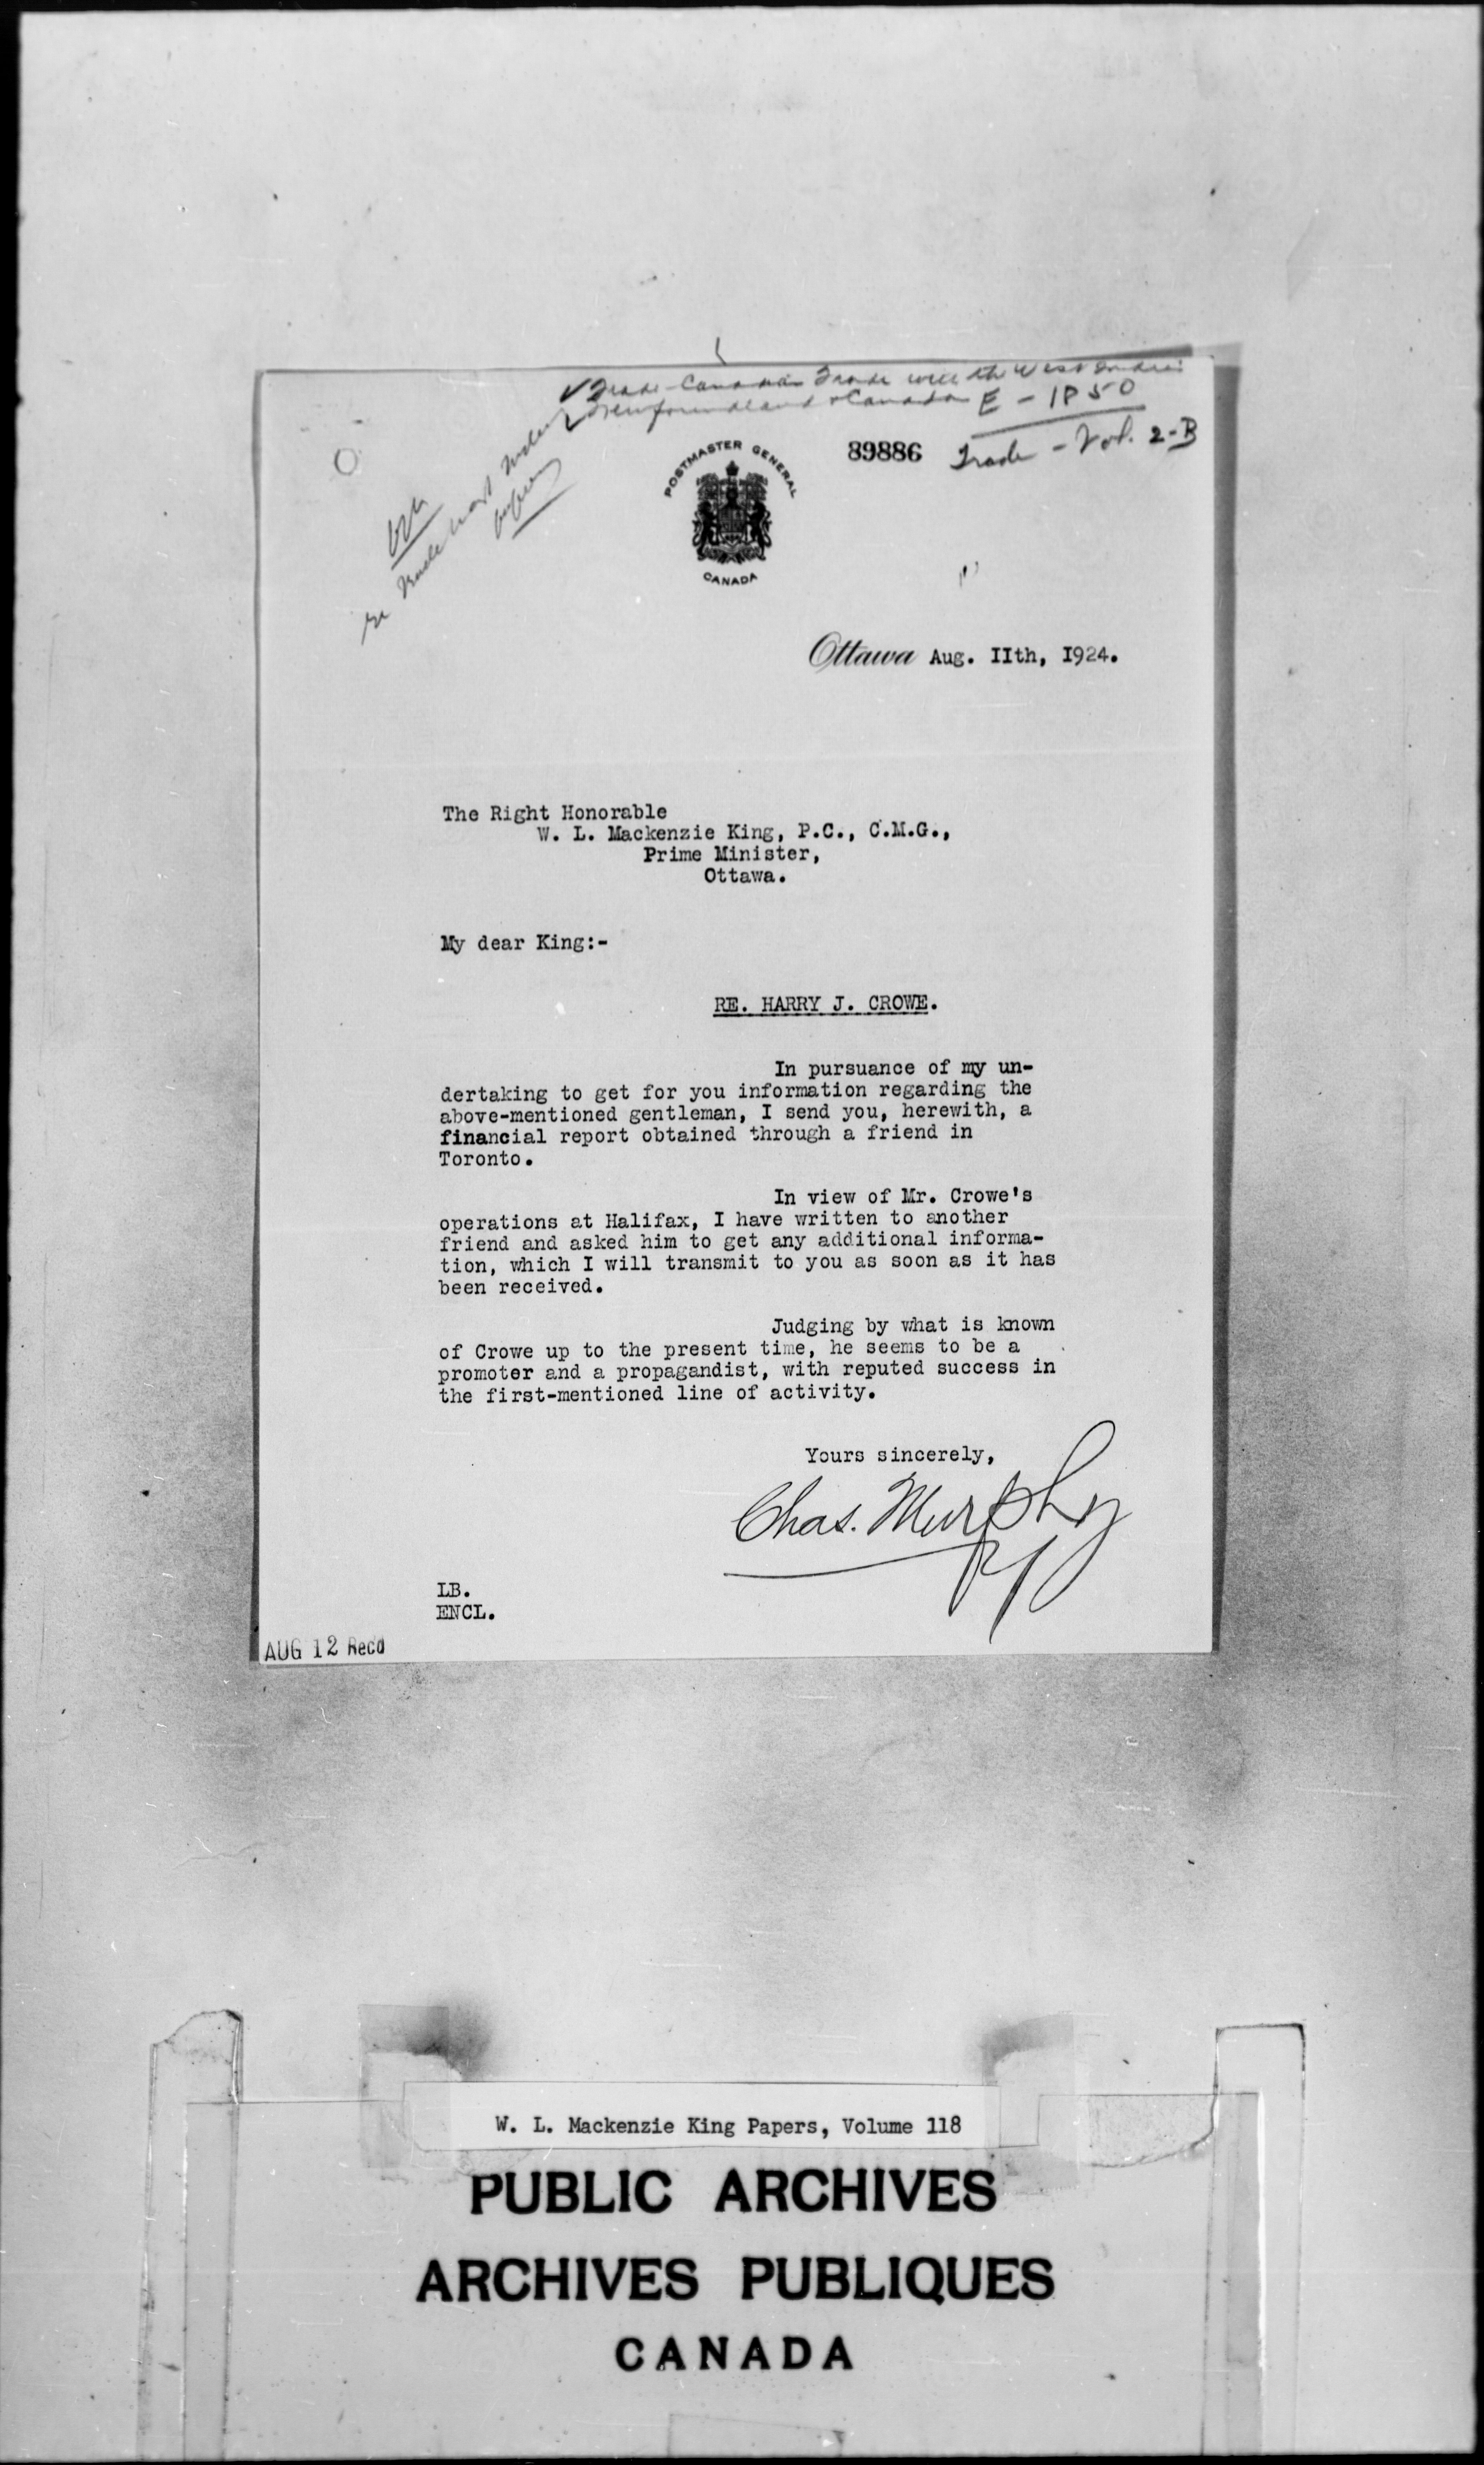 Trade - Canadian Trade with the West Indies
Newfoundland & Canada E - 1850
89886 Trade - Vol. 2-B
re Trade West Indies
POSTMASTER GENERAL
CANADA
Ottawa Aug. IIth, I924.
The Right Honorable
W. L. Mackenzie King, P.C., C.M.G.,
Prime Minister,
Ottawa.
My dear King:-
RE. HARRY J. CROWE.
In pursuance of my un-
dertaking to get for you information regarding the
above-mentioned gentleman, I send you, herewith, a
financial report obtained through a friend in
Toronto.
In view of Mr. Crowe's
operations at Halifax, I have written to another
friend and asked him to get any additional informa-
tion, which I will transmit to you as soon as it has
been received.
Judging by what is known
of Crowe up to the present time, he seems to be a
promoter and a propagandist, with reputed success in
the first-mentioned line of activity.
Yours sincerely,
Chas. Murphy
LB.
ENCL.
AUG 12 Recd
W. L. Mackenzie King Papers, Volume 118
PUBLIC ARCHIVES
ARCHIVES PUBLIQUES
CANADA